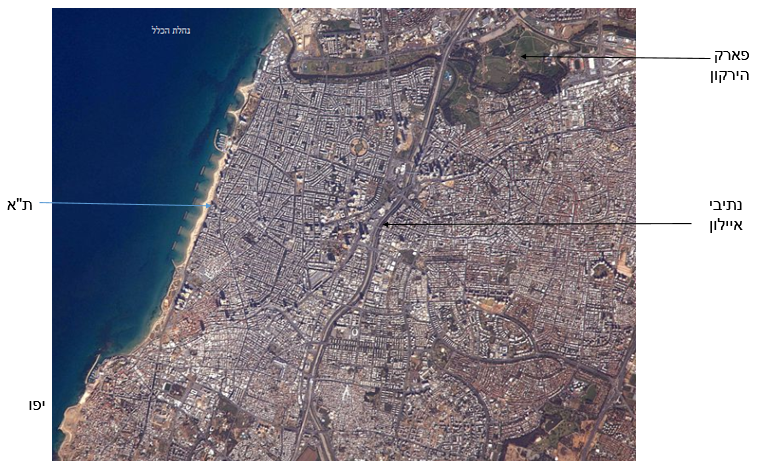 נחלת הכלל
פארק
הירקון
ת"א
נתיבי
איילון
יפו